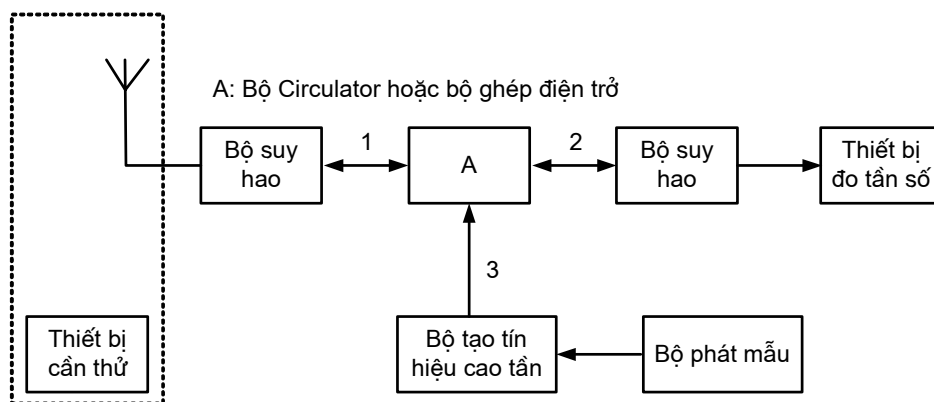 A: Bộ Circulator hoặc bộ ghép điện trở
Bộ suy
hao
1
A
2
Bộ suy
hao
Thiết bị
đo tần số
3
Thiết bị
cần thử
Bộ tạo tín
hiệu cao tần
Bộ phát mẫu